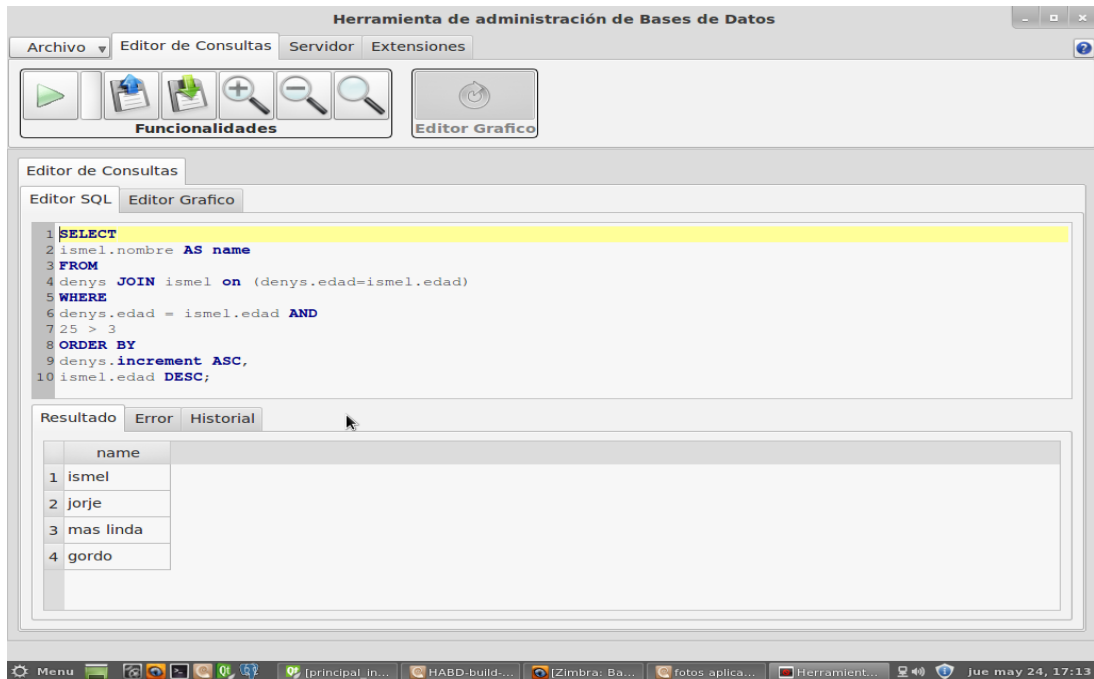 Herramienta de administración de Bases de Datos
Archivo Editor de Consultas Servidor Extensiones
Funcionalidades
Editor Grafico
Editor de Consultas
Editor SQL Editor Grafico
1 SELECT
2 ismel.nombre AS name
3 FROM
4 denys JOIN ismel on (denys.edad=ismel.edad)
5 WHERE
6 denys.edad = ismel.edad AND
7 25 > 3
8 ORDER BY
9 denys.increment ASC,
10 ismel.edad DESC;
Resultado Error Historial
name
1 ismel
2 jorje
3 mas linda
4 gordo
Menu [principal_in... HABD-build-... [Zimbra: Ba... fotos aplica... Herramient... jue may 24, 17:13